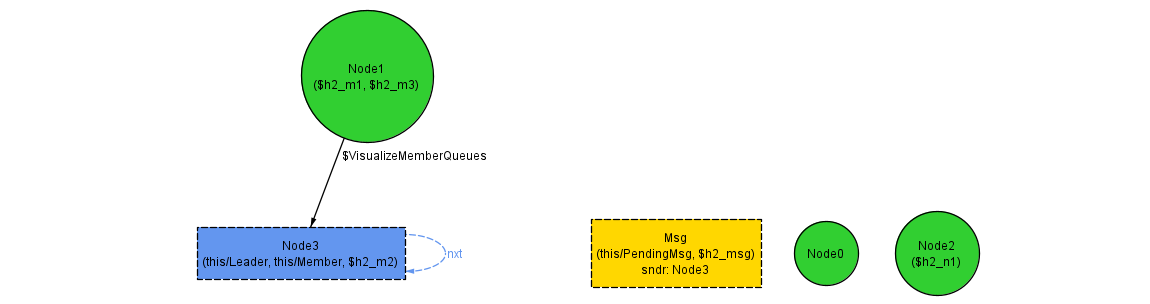 Node1
($h2_m1, $h2_m3)
$VisualizeMemberQueues
Node3
(this/Leader, this/Member, $h2_m2)
nxt
Msg
(this/PendingMsg, $h2_msg)
sndr: Node3
Node0
Node2
($h2_n1)